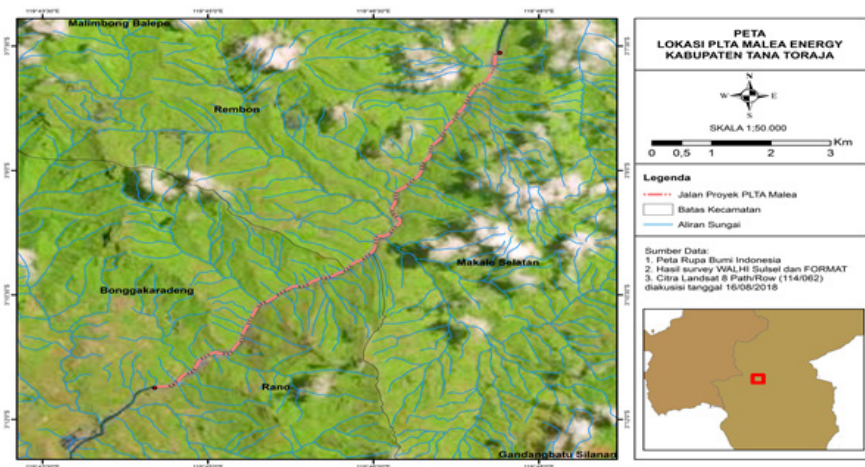 Malimbong Balepe
Rembon
Makale Selatan
Bonggakaradeng
Rano
Gandangbatu Silanan
PETA
LOKASI PLTA MALEA ENERGY
KABUPATEN TANA TORAJA
N
W E
S
SKALA 1:50.000
0 0,5 1 2 3 Km
Legenda
Jalan Proyek PLTA Malea
Batas Kecamatan
Aliran Sungai
Sumber Data:
1. Peta Rupa Bumi Indonesia
2. Hasil survey WALHI Sulsel dan FORMAT
3. Citra Landsat 8 Path/Row (114/062)
diakusisi tanggal 16/08/2018